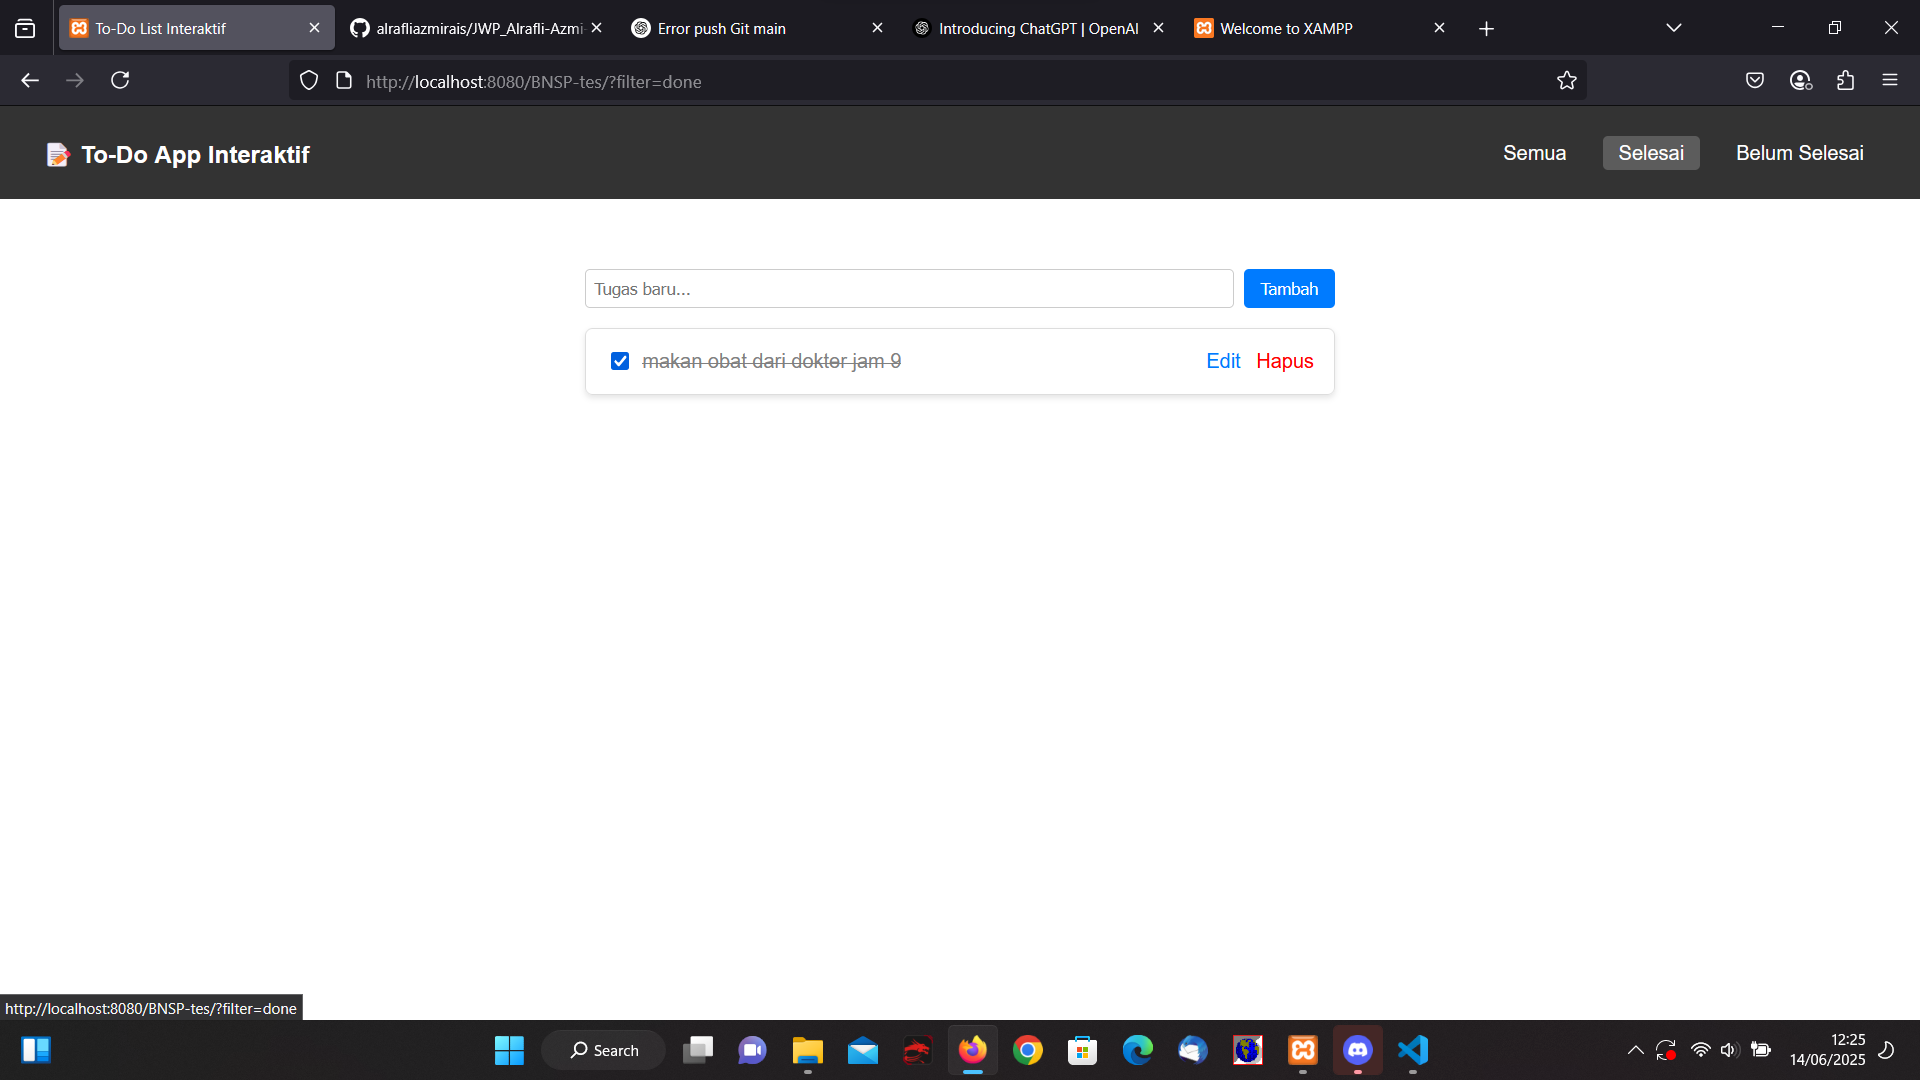 To-Do List Interaktif
alrafliazmirais/JWP_Alrafli-Azmi
Error push Git main
Introducing ChatGPT | OpenAI
Welcome to XAMPP
http://localhost:8080/BNSP-tes/?filter=done
To-Do App Interaktif
Semua
Selesai
Belum Selesai
Tugas baru...
Tambah
makan obat dari dokter jam 9
Edit
Hapus
http://localhost:8080/BNSP-tes/?filter=done
Search
12:25
14/06/2025